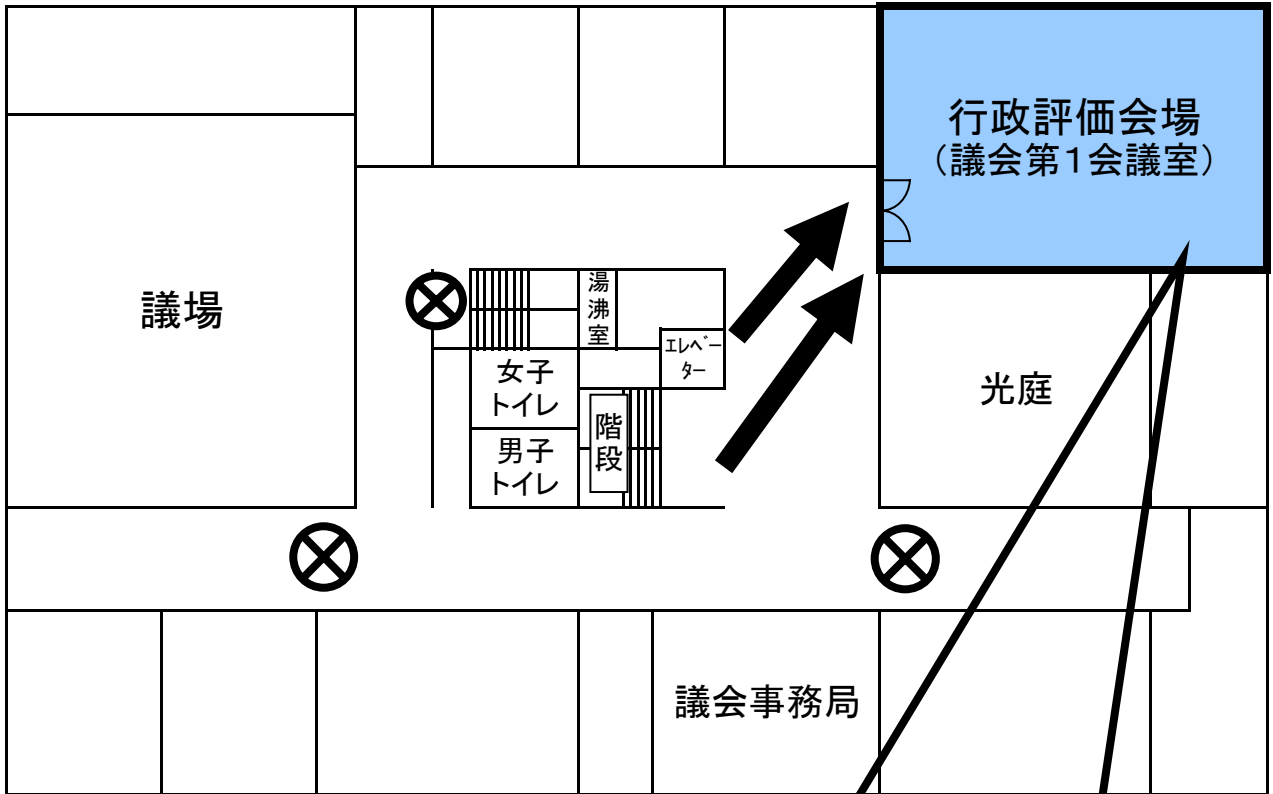 行政評価会場
（議会第１会議室）
議場
湯沸室
エレベー
ター
女子
トイレ
光庭
階段
男子
トイレ
議会事務局